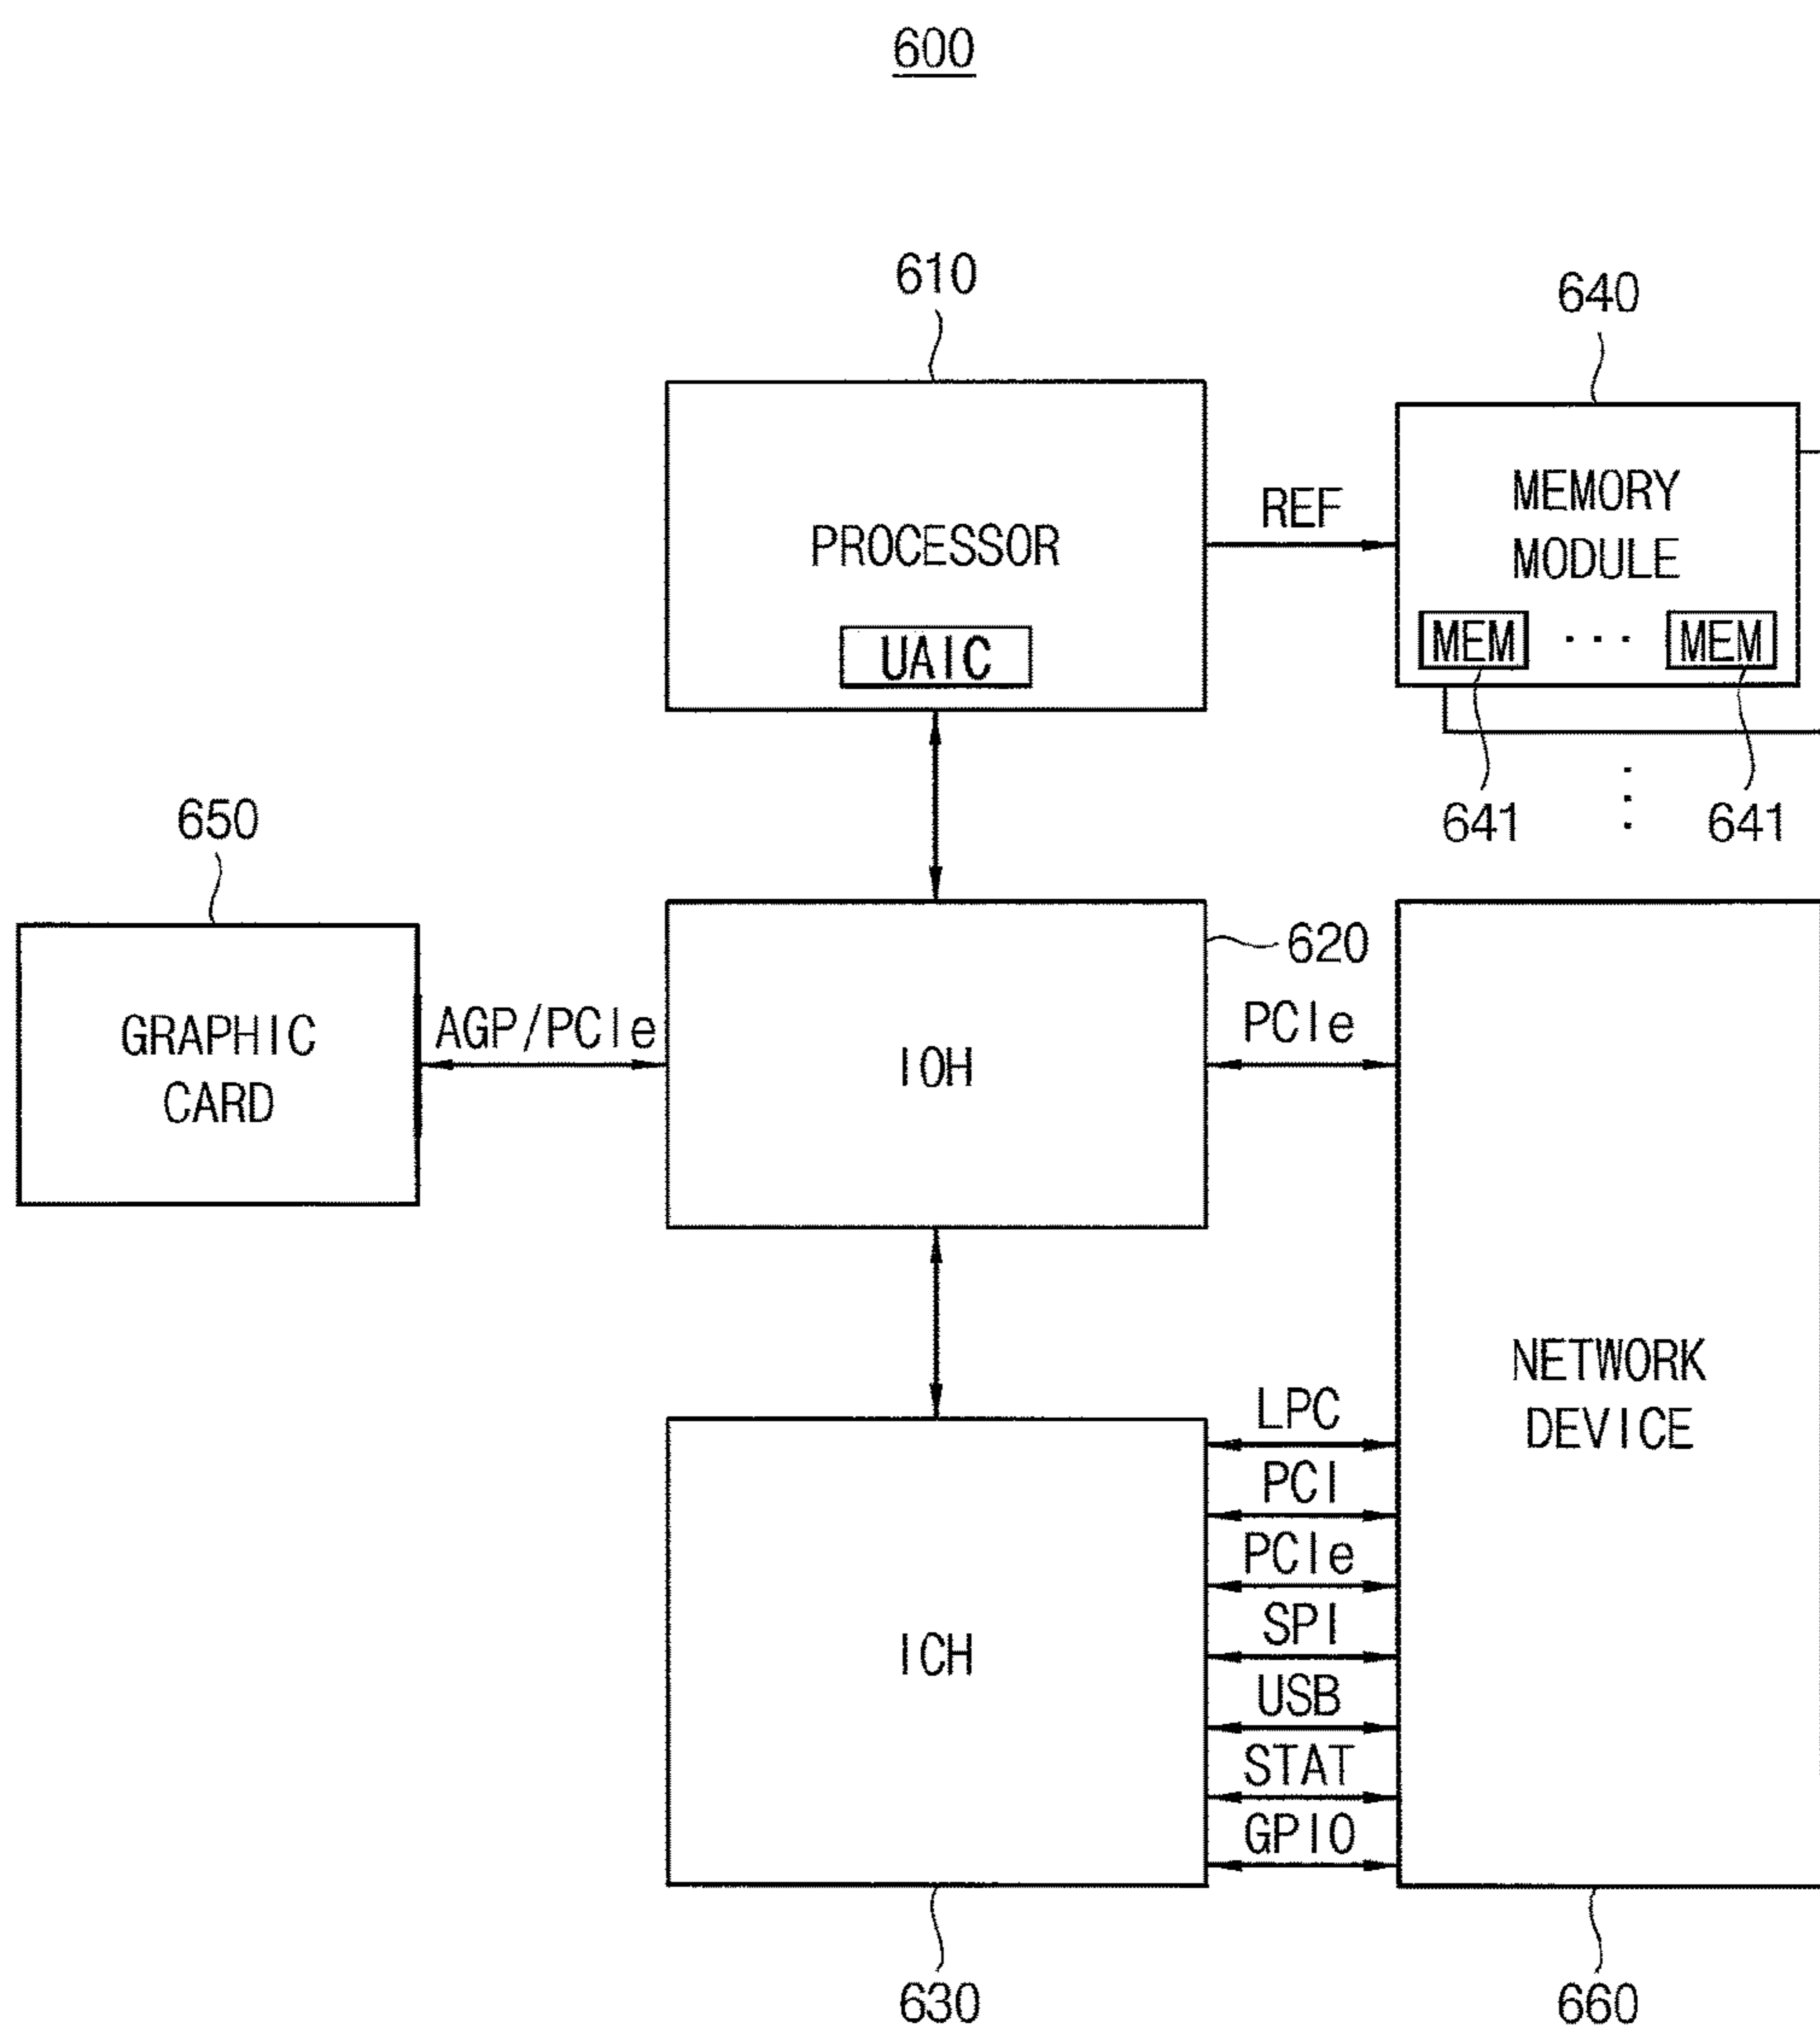 600
610
640
PROCESSOR
UAIC
REF
MEMORY
MODULE
MEM ... MEM
641
641
650
GRAPHIC
CARD
AGP/PCIe
620
IOH
PCIe
NETWORK
DEVICE
ICH
LPC
PCI
PCIe
SPI
USB
STAT
GPIO
630
660